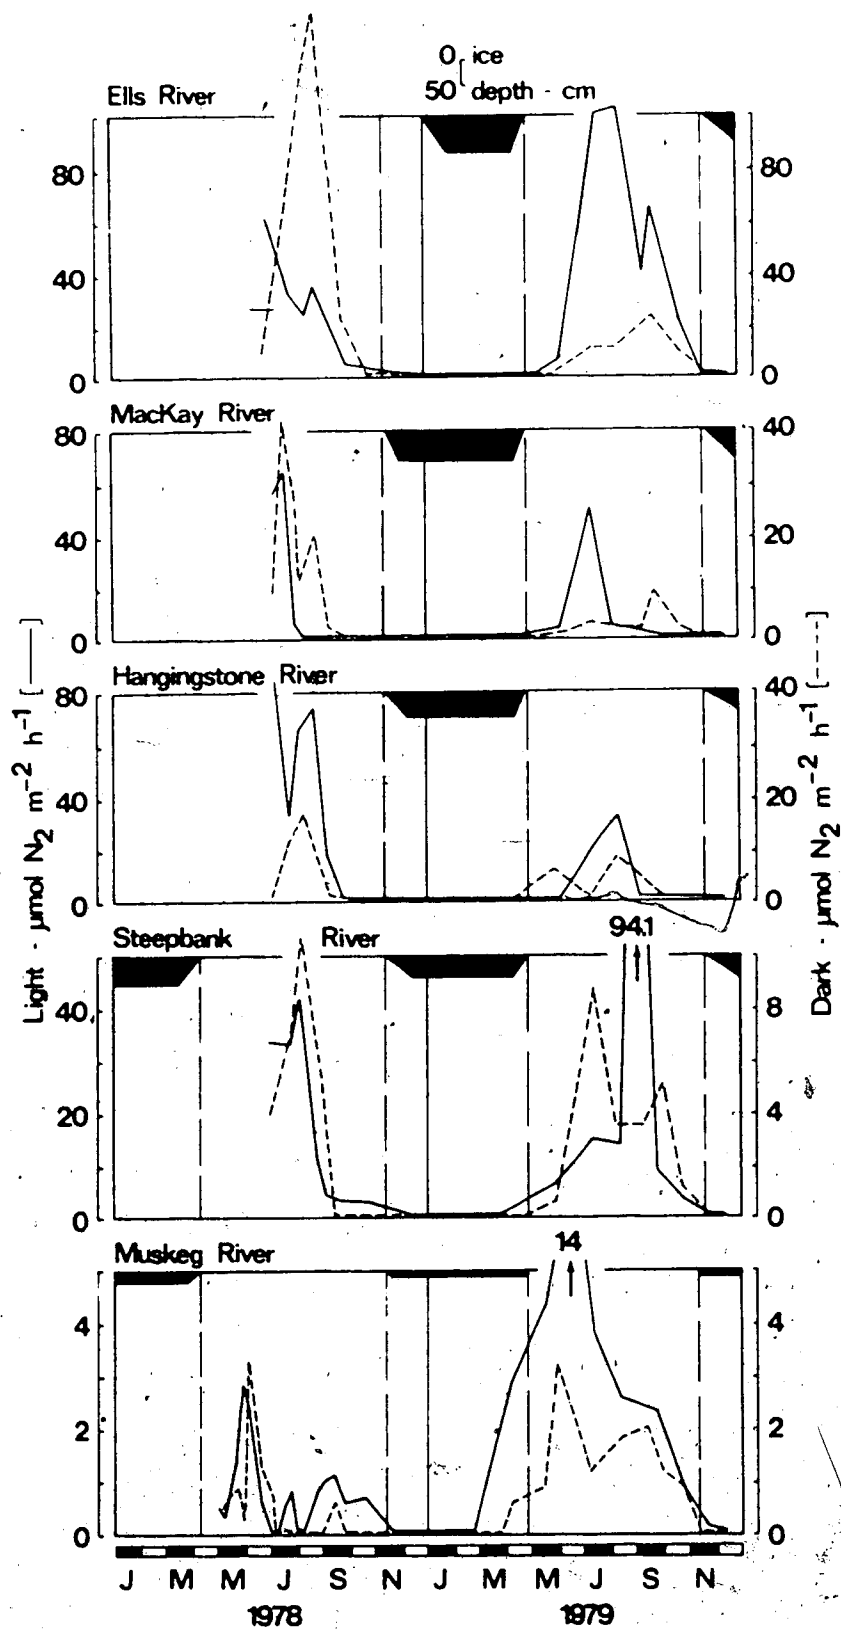 0 ice
50 depth - cm
Ells River
80 80
40 40
0 0
MacKay River
80 40
40 20
0 0
Hangingstone River
80 40
40 20
0 0
Light - µmol N2 m−2 h−1 [——]
Dark - µmol N2 m−2 h−1 [----]
94.1
Steepbank River
40 8
20 4
0 0
14
Muskeg River
4 4
2 2
0 0
J M M J S N J M M J S N
1978 1979